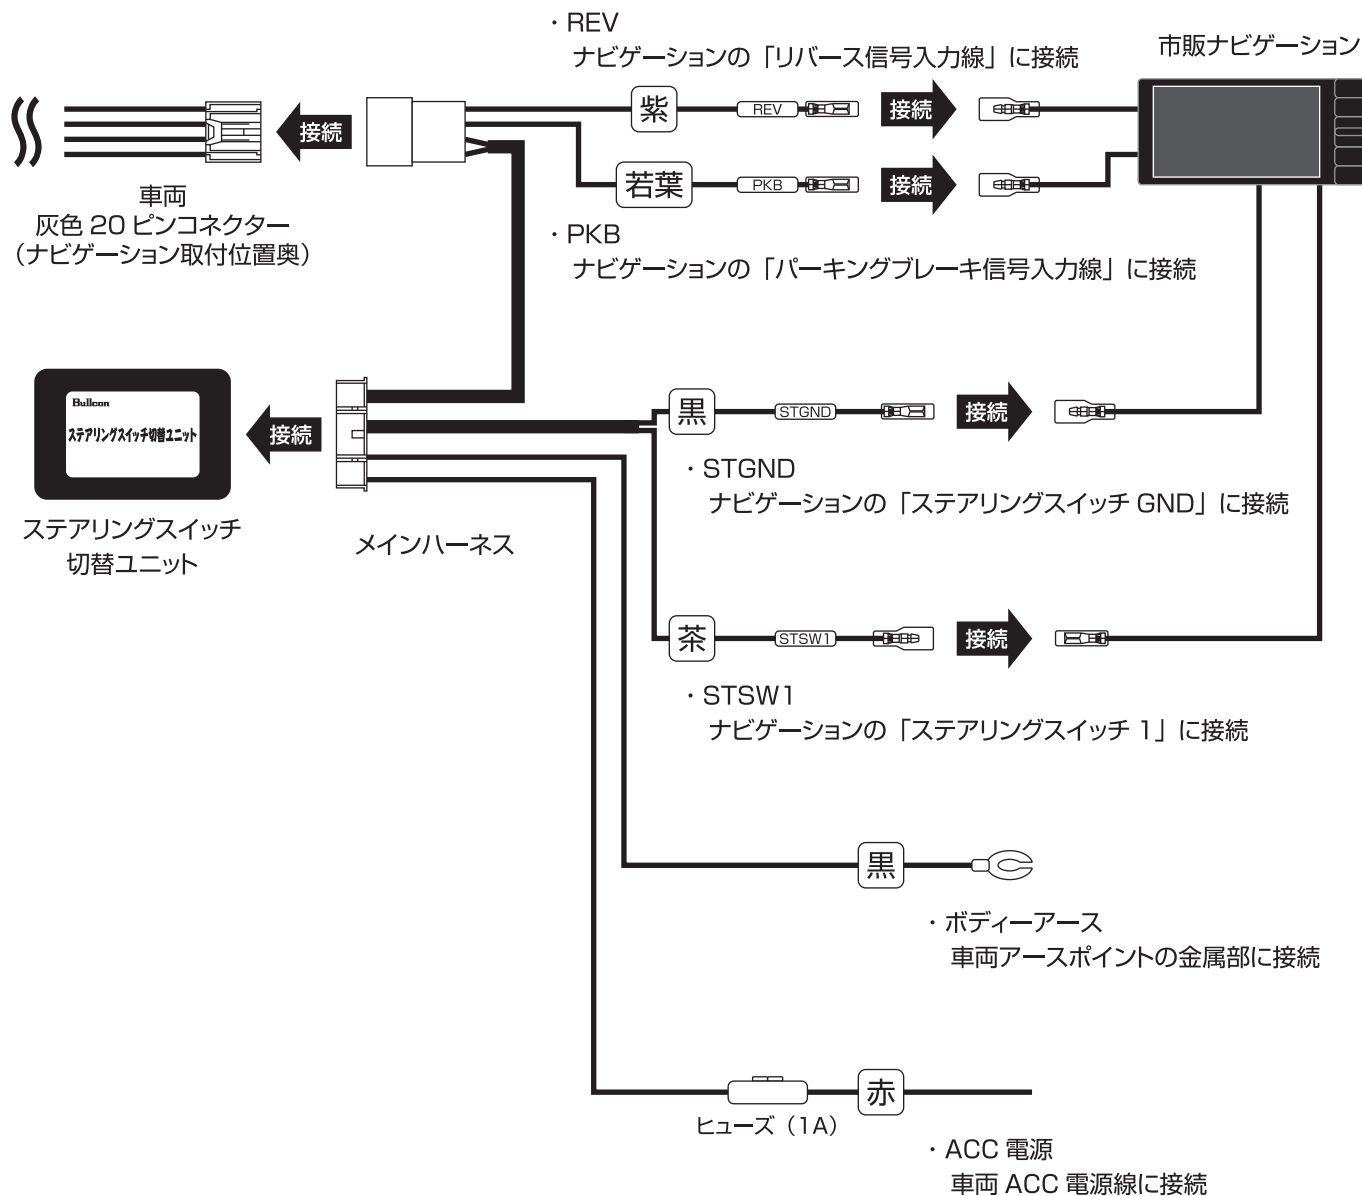 ・REV
ナビゲーションの「リバース信号入力線」に接続
市販ナビゲーション
接続
紫
REV
接続
車両
灰色 20 ピンコネクター
（ナビゲーション取付位置奥）
若葉
PKB
接続
・PKB
ナビゲーションの「パーキングブレーキ信号入力線」に接続
Bullcon
ステアリングスイッチ切替ユニット
接続
黒
STGND
接続
・STGND
ナビゲーションの「ステアリングスイッチ GND」に接続
ステアリングスイッチ
切替ユニット
メインハーネス
茶
STSW1
接続
・STSW1
ナビゲーションの「ステアリングスイッチ 1」に接続
黒
・ボディーアース
車両アースポイントの金属部に接続
ヒューズ（1A）
赤
・ACC 電源
車両 ACC 電源線に接続